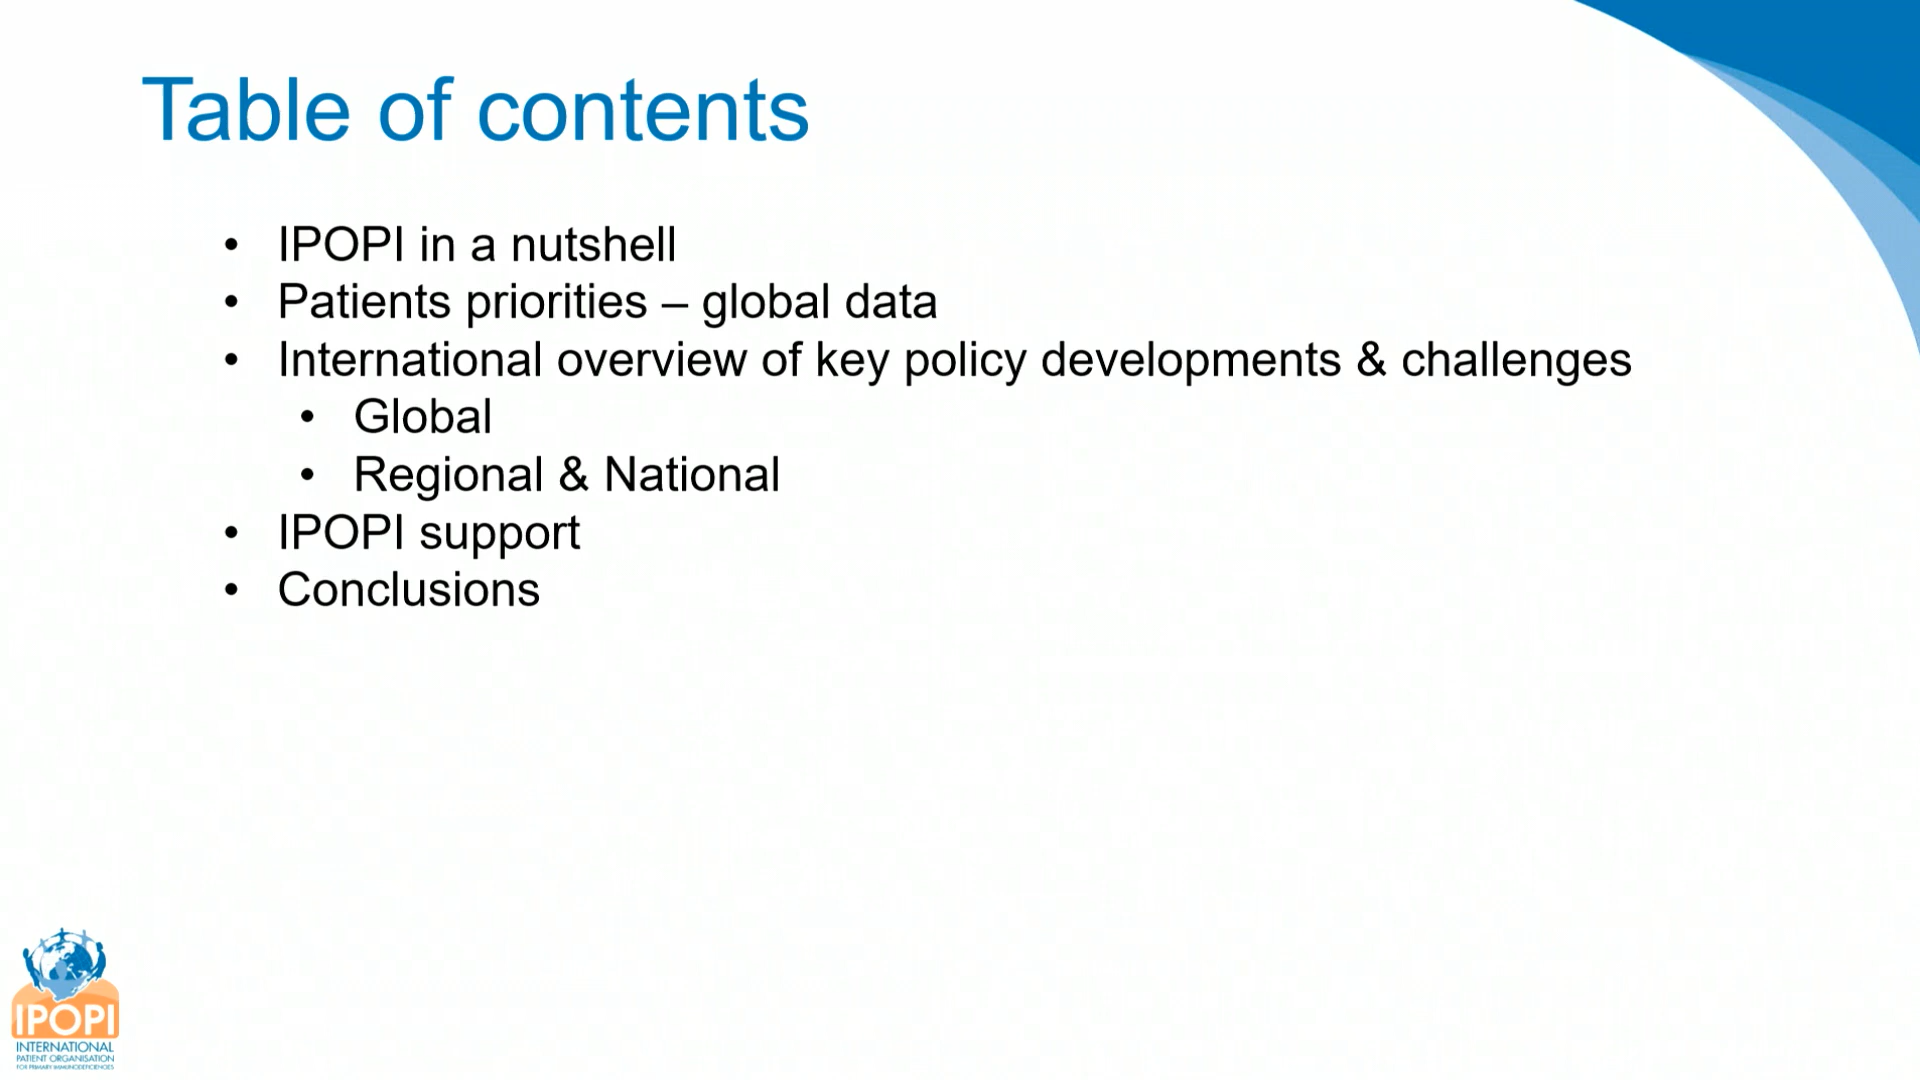 Table of contents
• IPOPI in a nutshell
• Patients priorities – global data
• International overview of key policy developments & challenges
• Global
• Regional & National
• IPOPI support
• Conclusions
IPOPI
INTERNATIONAL
PATIENT ORGANISATION
FOR PRIMARY IMMUNODEFICIENCIES